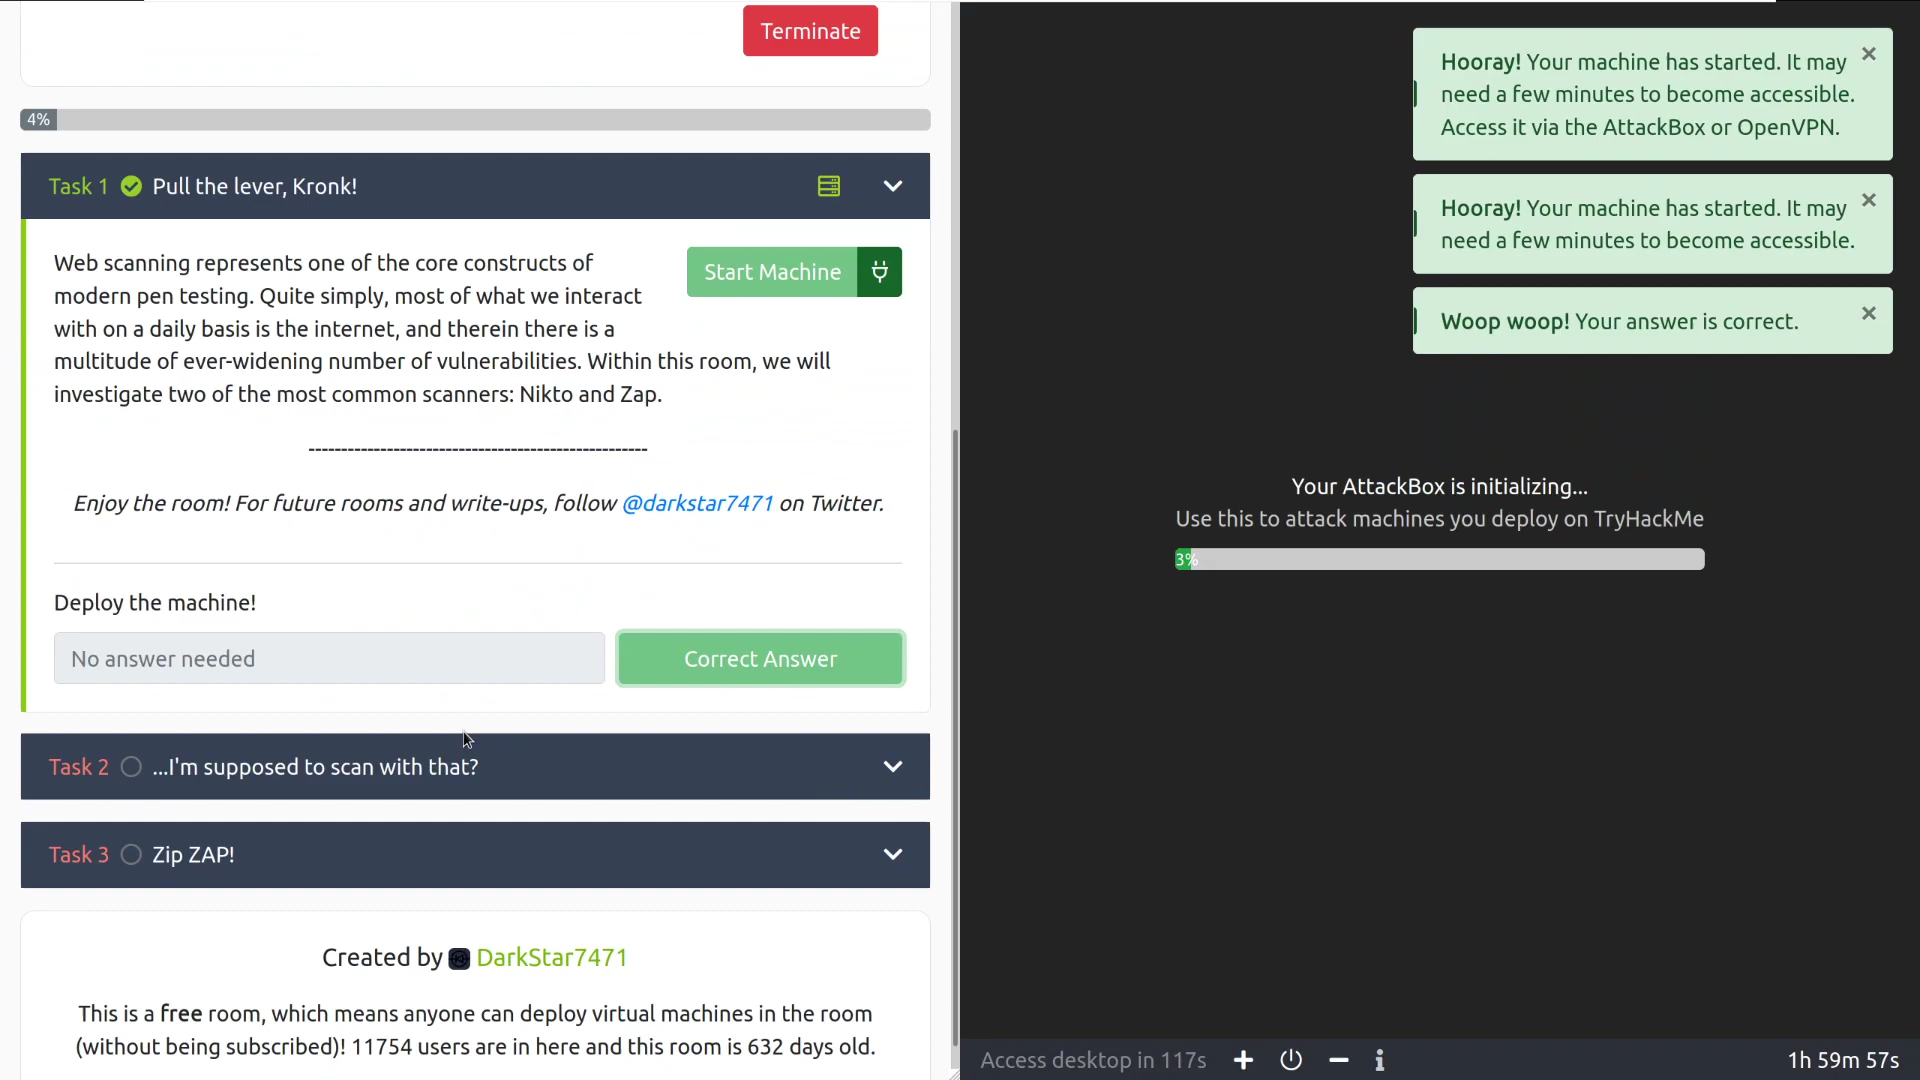 Terminate
4%
Task 1 Pull the lever, Kronk!
Web scanning represents one of the core constructs of
modern pen testing. Quite simply, most of what we interact
with on a daily basis is the internet, and therein there is a
multitude of ever-widening number of vulnerabilities. Within this room, we will
investigate two of the most common scanners: Nikto and Zap.
Start Machine
----------------------------------------------------
Enjoy the room! For future rooms and write-ups, follow @darkstar7471 on Twitter.
Deploy the machine!
No answer needed
Correct Answer
Task 2 ...I'm supposed to scan with that?
Task 3 Zip ZAP!
Created by DarkStar7471
This is a free room, which means anyone can deploy virtual machines in the room
(without being subscribed)! 11754 users are in here and this room is 632 days old.
Hooray! Your machine has started. It may
need a few minutes to become accessible.
Access it via the AttackBox or OpenVPN.
Hooray! Your machine has started. It may
need a few minutes to become accessible.
Woop woop! Your answer is correct.
Your AttackBox is initializing...
Use this to attack machines you deploy on TryHackMe
3%
Access desktop in 117s
1h 59m 57s